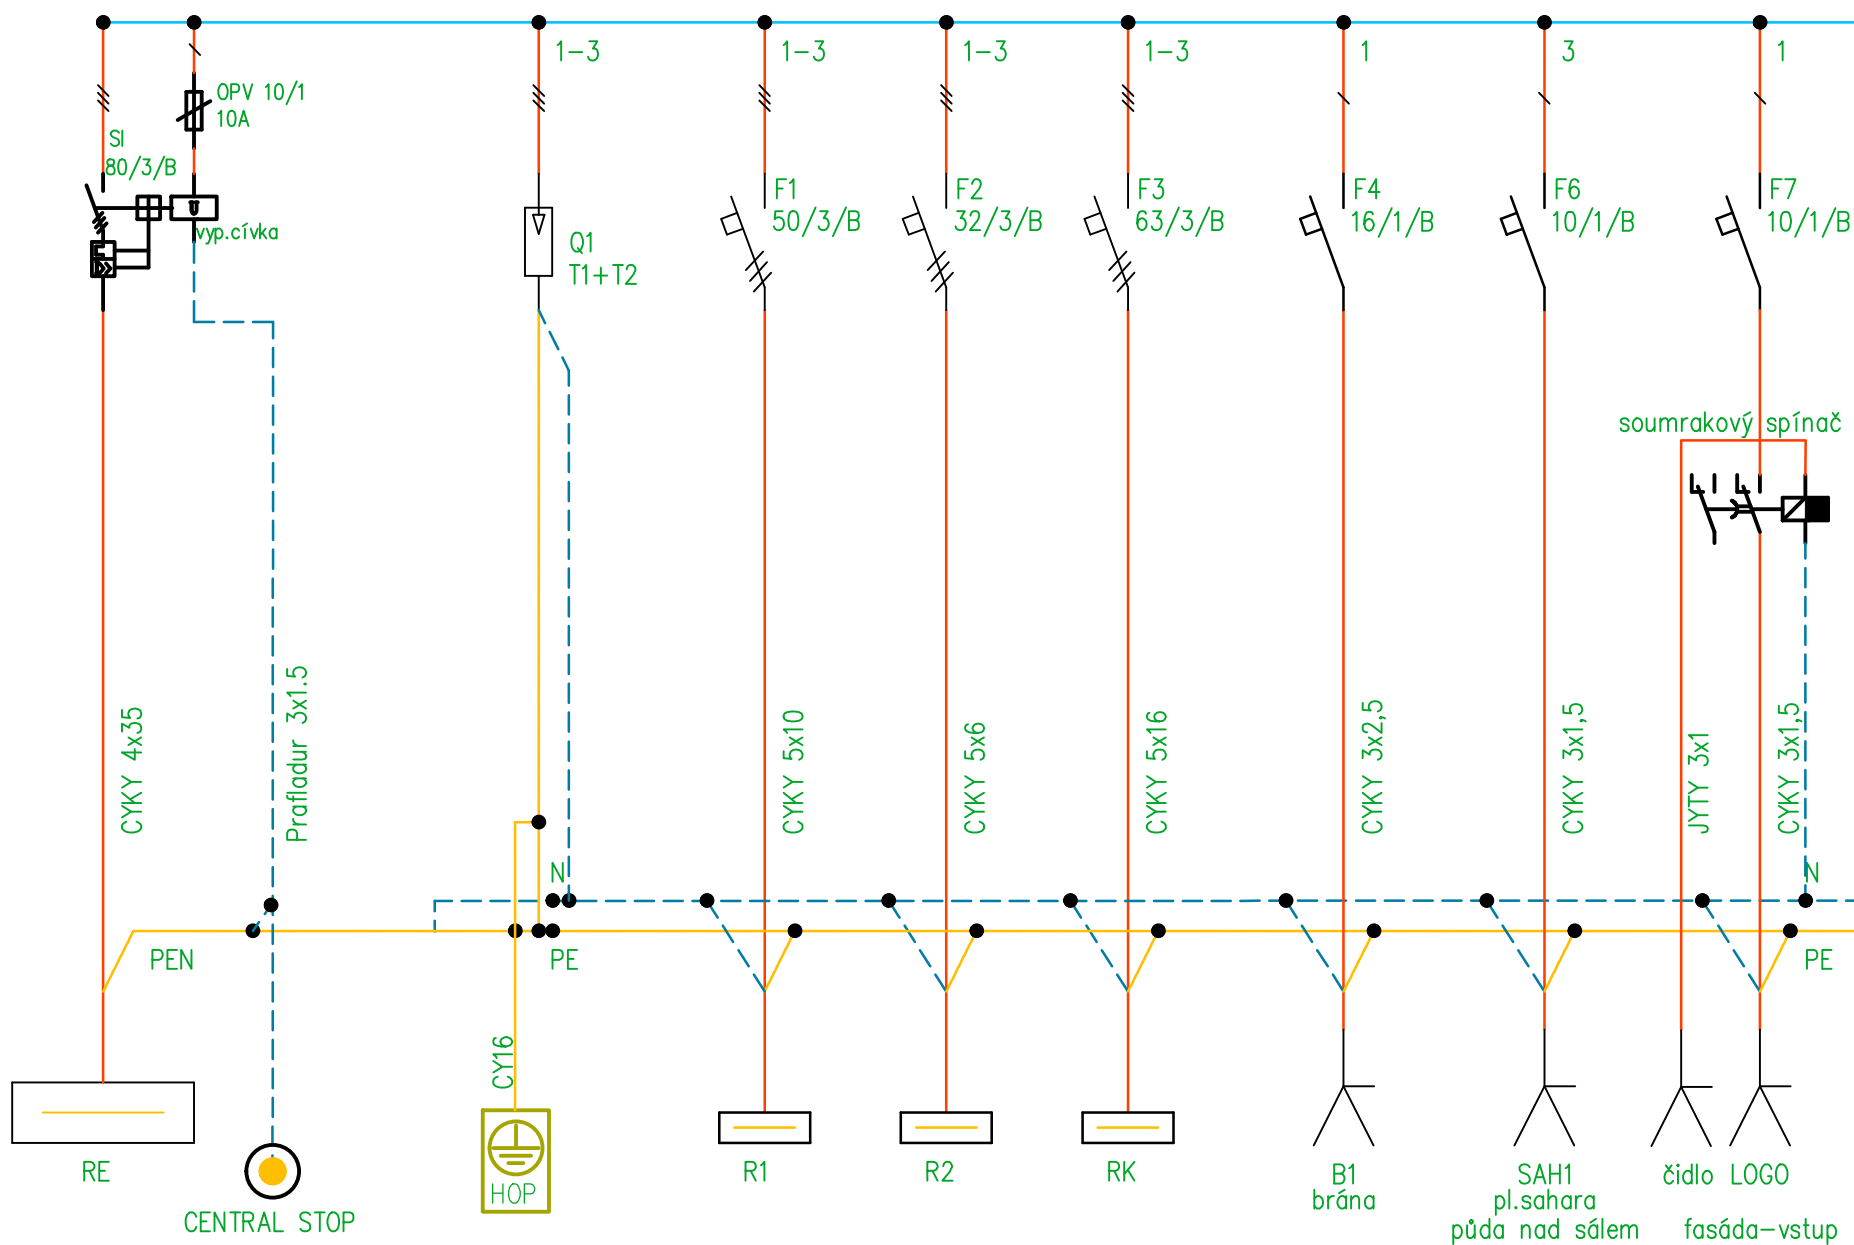 1-3
1-3
1-3
1-3
1
3
1
OPV 10/1
10A
SI
80/3/B
Ü
vyp.cívka
Q1
T1+T2
F1
50/3/B
F2
32/3/B
F3
63/3/B
F4
16/1/B
F6
10/1/B
F7
10/1/B
soumrakový spínač
CYKY 4x35
Prafladur 3x1.5
CYKY 5x10
CYKY 5x6
CYKY 5x16
CYKY 3x2,5
CYKY 3x1,5
JYTY 3x1
CYKY 3x1,5
N
N
PEN
PE
PE
CY16
RE
CENTRAL STOP
HOP
R1
R2
RK
B1
brána
SAH1
pl.sahara
půda nad sálem
čidlo LOGO
fasáda-vstup